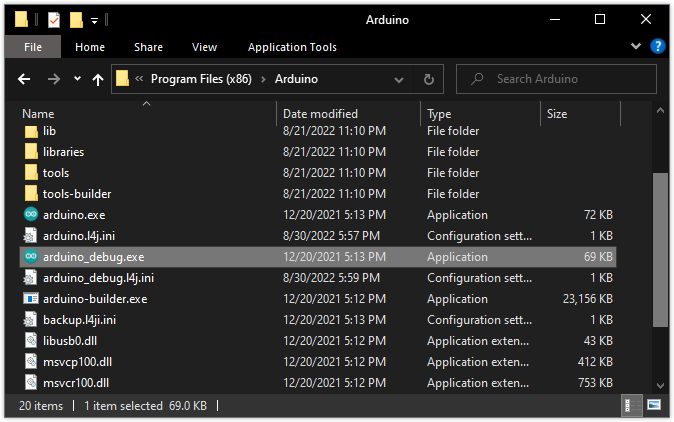 Arduino
File Home Share View Application Tools
« Program Files (x86) > Arduino Search Arduino
Name Date modified Type Size
lib 8/21/2022 11:10 PM File folder
libraries 8/21/2022 11:10 PM File folder
tools 8/21/2022 11:10 PM File folder
tools-builder 8/21/2022 11:10 PM File folder
arduino.exe 12/20/2021 5:13 PM Application 72 KB
arduino.l4j.ini 8/30/2022 5:57 PM Configuration sett... 1 KB
arduino_debug.exe 12/20/2021 5:13 PM Application 69 KB
arduino_debug.l4j.ini 8/30/2022 5:59 PM Configuration sett... 1 KB
arduino-builder.exe 12/20/2021 5:12 PM Application 23,156 KB
backup.l4ji.ini 12/20/2021 5:13 PM Configuration sett... 1 KB
libusb0.dll 12/20/2021 5:12 PM Application exten... 43 KB
msvcp100.dll 12/20/2021 5:12 PM Application exten... 412 KB
msvcr100.dll 12/20/2021 5:12 PM Application exten... 753 KB
20 items 1 item selected 69.0 KB